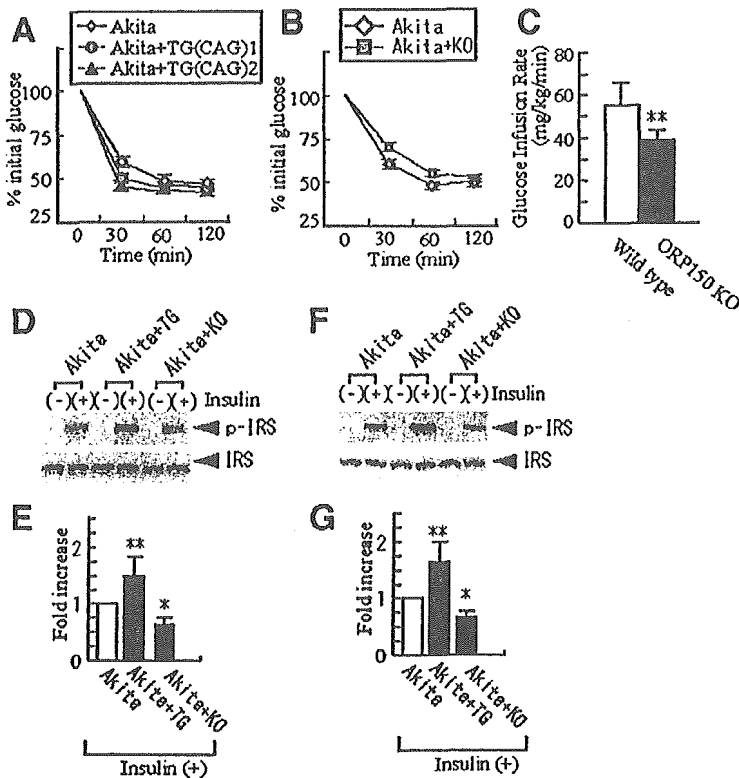 A
Akita
Akita+TG(CAG)1
Akita+TG(CAG)2
% initial glucose
100
75
50
25
0 30 60 120
Time (min)
B
Akita
Akita+KO
% initial glucose
100
75
50
25
0 30 60 120
Time (min)
C
Glucose Infusion Rate
(mg/kg/min)
80
60
40
20
0
**
Wild type
ORP150 KO
D
Akita Akita+TG Akita+KO
(-)(+)(-)(+)(-)(+) Insulin
p-IRS
IRS
E
Fold increase
2
1
0
**
*
Akita
Akita+TG
Akita+KO
Insulin (+)
F
Akita Akita+TG Akita+KO
(-)(+)(-)(+)(-)(+) Insulin
p-IRS
IRS
G
Fold increase
2
1
0
**
*
Akita
Akita+TG
Akita+KO
Insulin (+)